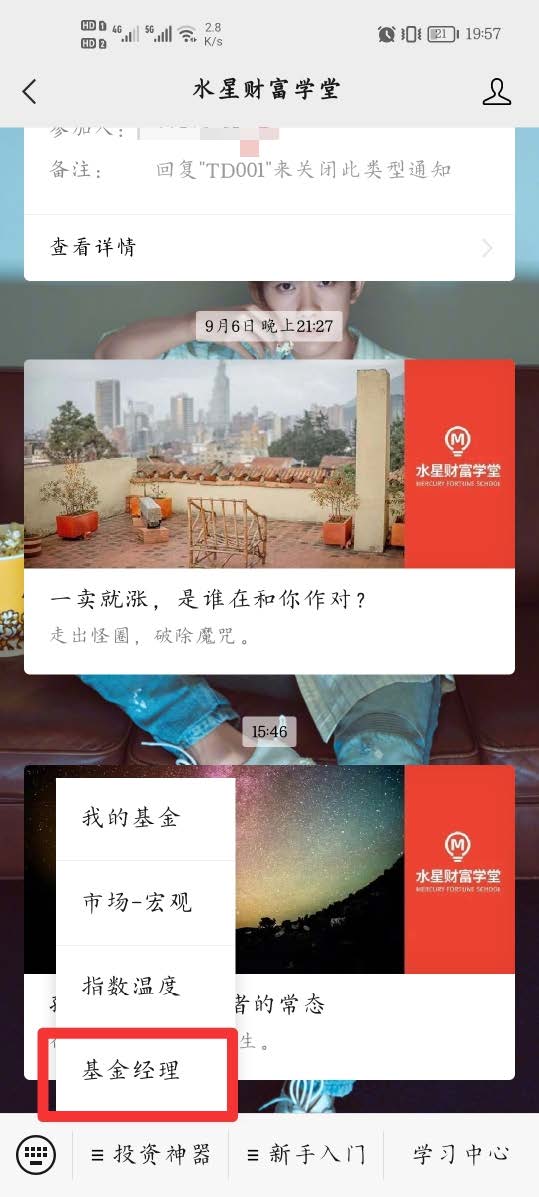 HD 1 4G 5G 2.8 K/s 21 19:57
HD 2
水星财富学堂
参加人:
备注: 回复"TD001"来关闭此类型通知
查看详情
9月6日 晚上21:27
M
水星财富学堂
MERCURY FORTUNE SCHOOL
一卖就涨，是谁在和你作对?
走出怪圈，破除魔咒。
15:46
M
水星财富学堂
MERCURY FORTUNE SCHOOL
我的基金
市场-宏观
指数温度
者的常态
生。
基金经理
投资神器 新手入门 学习中心